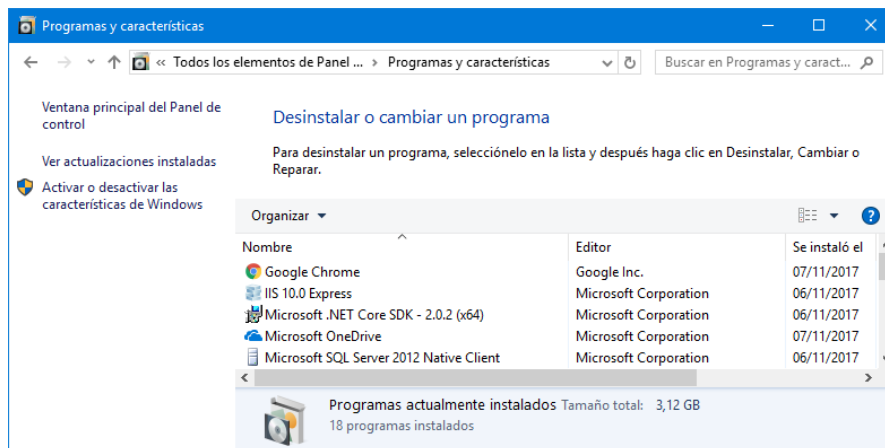 Programas y características
« Todos los elementos de Panel ... › Programas y características
Buscar en Programas y caract...
Ventana principal del Panel de
control
Ver actualizaciones instaladas
Activar o desactivar las
características de Windows
Desinstalar o cambiar un programa
Para desinstalar un programa, selecciónelo en la lista y después haga clic en Desinstalar, Cambiar o
Reparar.
Organizar
Nombre Editor Se instaló el
Google Chrome Google Inc. 07/11/2017
IIS 10.0 Express Microsoft Corporation 06/11/2017
Microsoft .NET Core SDK - 2.0.2 (x64) Microsoft Corporation 06/11/2017
Microsoft OneDrive Microsoft Corporation 07/11/2017
Microsoft SQL Server 2012 Native Client Microsoft Corporation 06/11/2017
Programas actualmente instalados Tamaño total: 3,12 GB
18 programas instalados